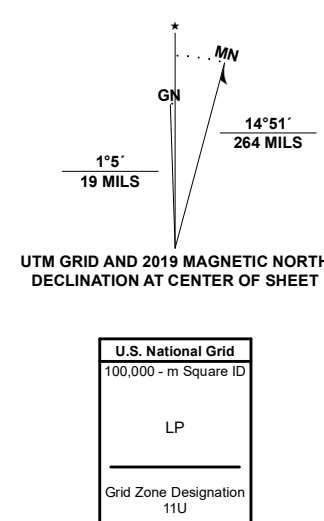 ★
MN
GN
14°51´
264 MILS
1°5´
19 MILS
UTM GRID AND 2019 MAGNETIC NORTH
DECLINATION AT CENTER OF SHEET
U.S. National Grid
100,000 - m Square ID
LP
Grid Zone Designation
11U